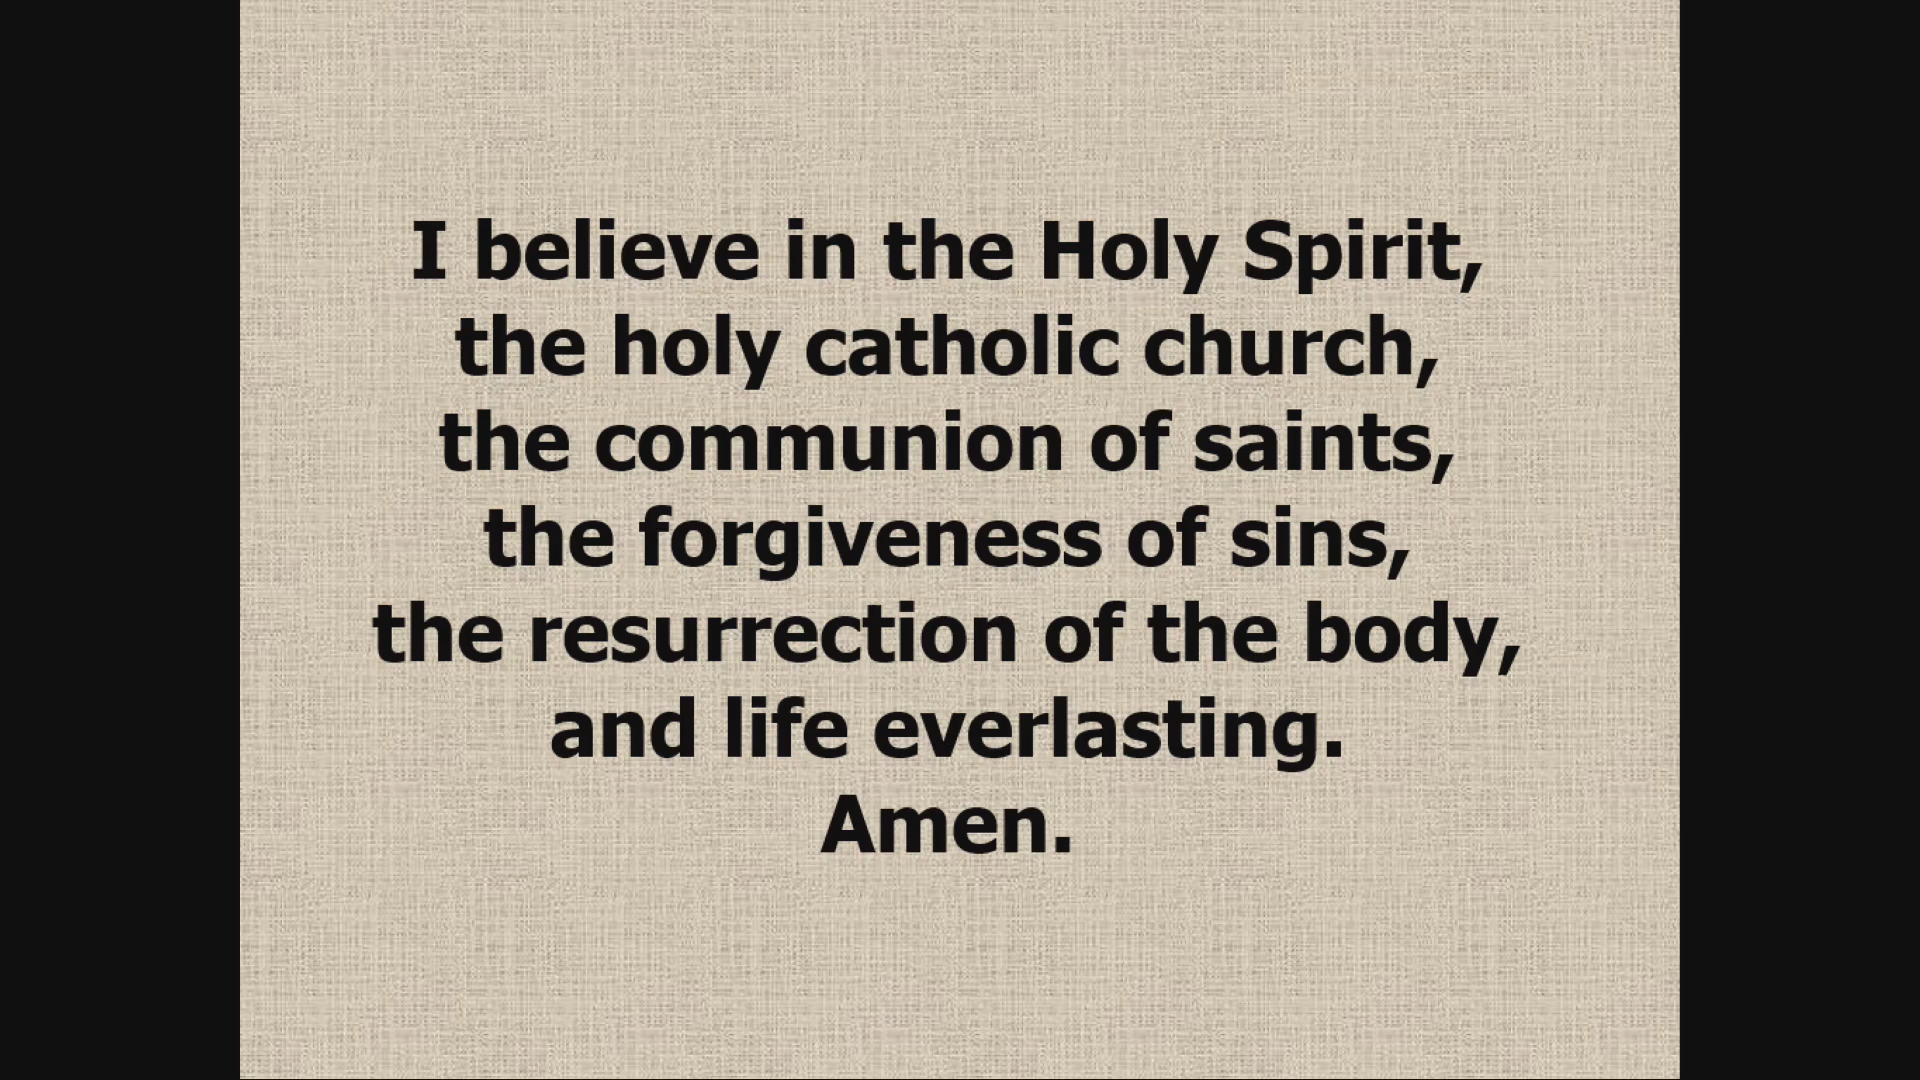 I believe in the Holy Spirit,
the holy catholic church,
the communion of saints,
the forgiveness of sins,
the resurrection of the body,
and life everlasting.
Amen.